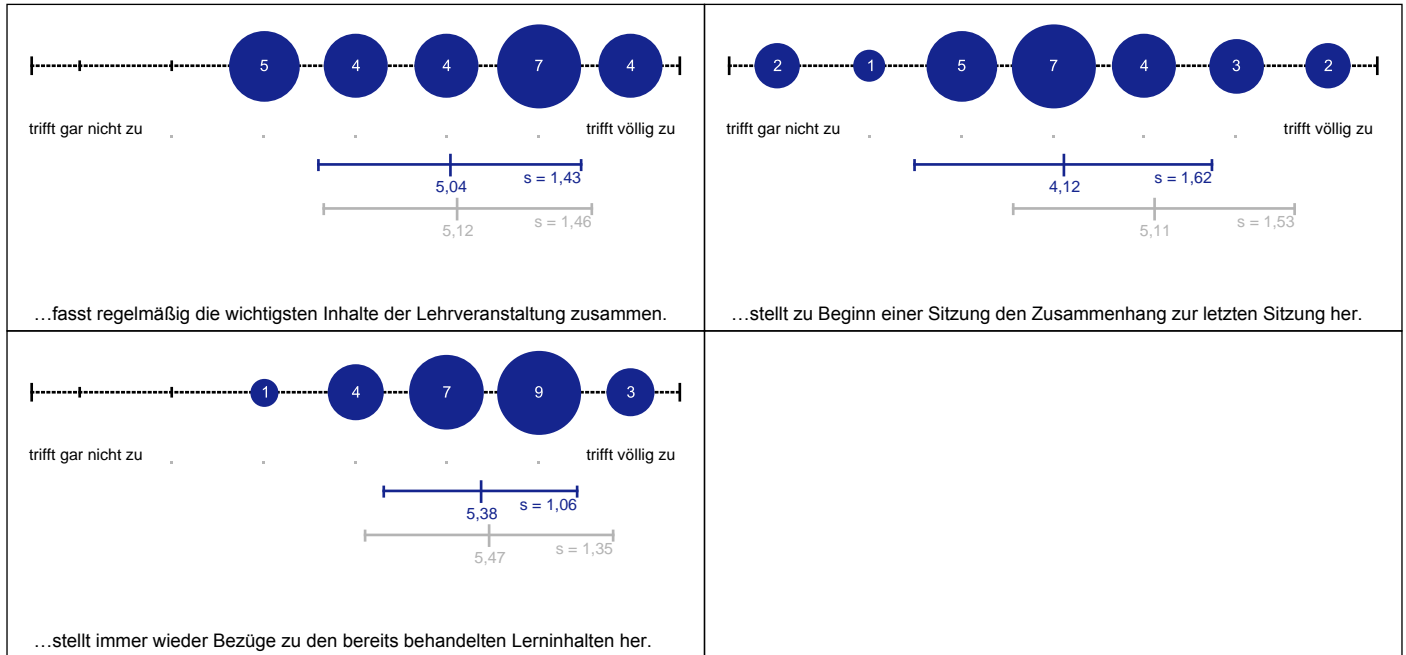 5 4 4 7 4
trifft gar nicht zu trifft völlig zu
5,04 s = 1,43
5,12 s = 1,46
…fasst regelmäßig die wichtigsten Inhalte der Lehrveranstaltung zusammen.
2 1 5 7 4 3 2
trifft gar nicht zu trifft völlig zu
4,12 s = 1,62
5,11 s = 1,53
…stellt zu Beginn einer Sitzung den Zusammenhang zur letzten Sitzung her.
1 4 7 9 3
trifft gar nicht zu trifft völlig zu
5,38 s = 1,06
5,47 s = 1,35
…stellt immer wieder Bezüge zu den bereits behandelten Lerninhalten her.